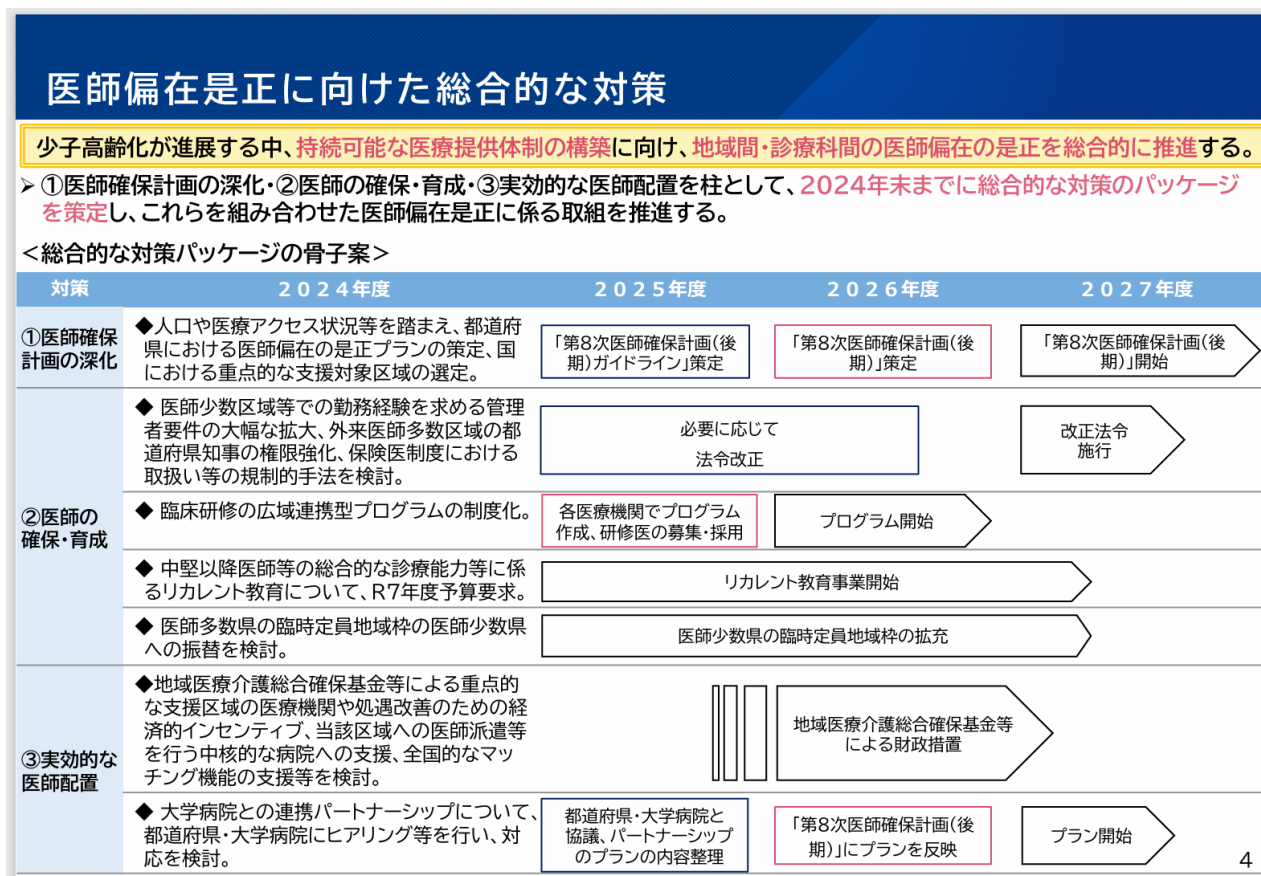 医師偏在是正に向けた総合的な対策
少子高齢化が進展する中、持続可能な医療提供体制の構築に向け、地域間・診療科間の医師偏在の是正を総合的に推進する。
➢ ①医師確保計画の深化・②医師の確保・育成・③実効的な医師配置を柱として、2024年末までに総合的な対策のパッケージ
を策定し、これらを組み合わせた医師偏在是正に係る取組を推進する。
＜総合的な対策パッケージの骨子案＞
対策
２０２４年度
２０２５年度
２０２６年度
２０２７年度
①医師確保
計画の深化
◆人口や医療アクセス状況等を踏まえ、都道府
県における医師偏在の是正プランの策定、国
における重点的な支援対象区域の選定。
「第8次医師確保計画(後
期)ガイドライン」策定
「第8次医師確保計画(後
期)」策定
「第8次医師確保計画(後
期)」開始
②医師の
確保・育成
◆ 医師少数区域等での勤務経験を求める管理
者要件の大幅な拡大、外来医師多数区域の都
道府県知事の権限強化、保険医制度における
取扱い等の規制的手法を検討。
必要に応じて
法令改正
改正法令
施行
◆ 臨床研修の広域連携型プログラムの制度化。
各医療機関でプログラム
作成、研修医の募集・採用
プログラム開始
◆ 中堅以降医師等の総合的な診療能力等に係
るリカレント教育について、R7年度予算要求。
リカレント教育事業開始
◆ 医師多数県の臨時定員地域枠の医師少数県
への振替を検討。
医師少数県の臨時定員地域枠の拡充
③実効的な
医師配置
◆地域医療介護総合確保基金等による重点的
な支援区域の医療機関や処遇改善のための経
済的インセンティブ、当該区域への医師派遣等
を行う中核的な病院への支援、全国的なマッ
チング機能の支援等を検討。
地域医療介護総合確保基金等
による財政措置
◆ 大学病院との連携パートナーシップについて、
都道府県・大学病院にヒアリング等を行い、対
応を検討。
都道府県・大学病院と
協議、パートナーシップ
のプランの内容整理
「第8次医師確保計画(後
期)」にプランを反映
プラン開始
4